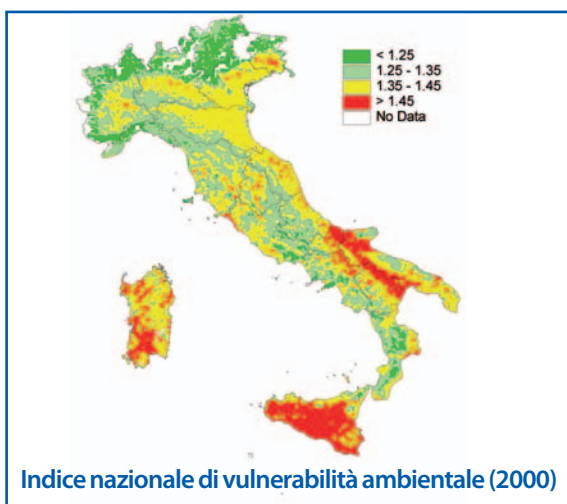 < 1.25
1.25 - 1.35
1.35 - 1.45
> 1.45
No Data
Indice nazionale di vulnerabilità ambientale (2000)